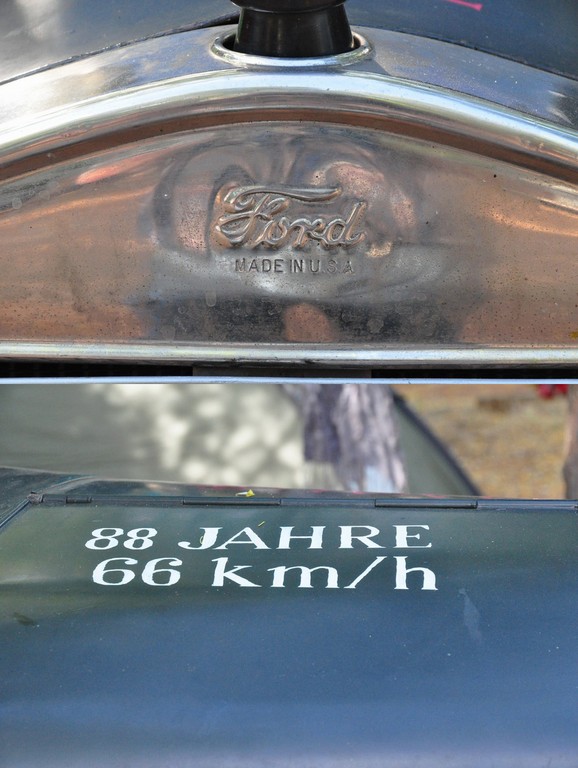 Ford
MADE IN U.S.A
88 JAHRE
66 km/h